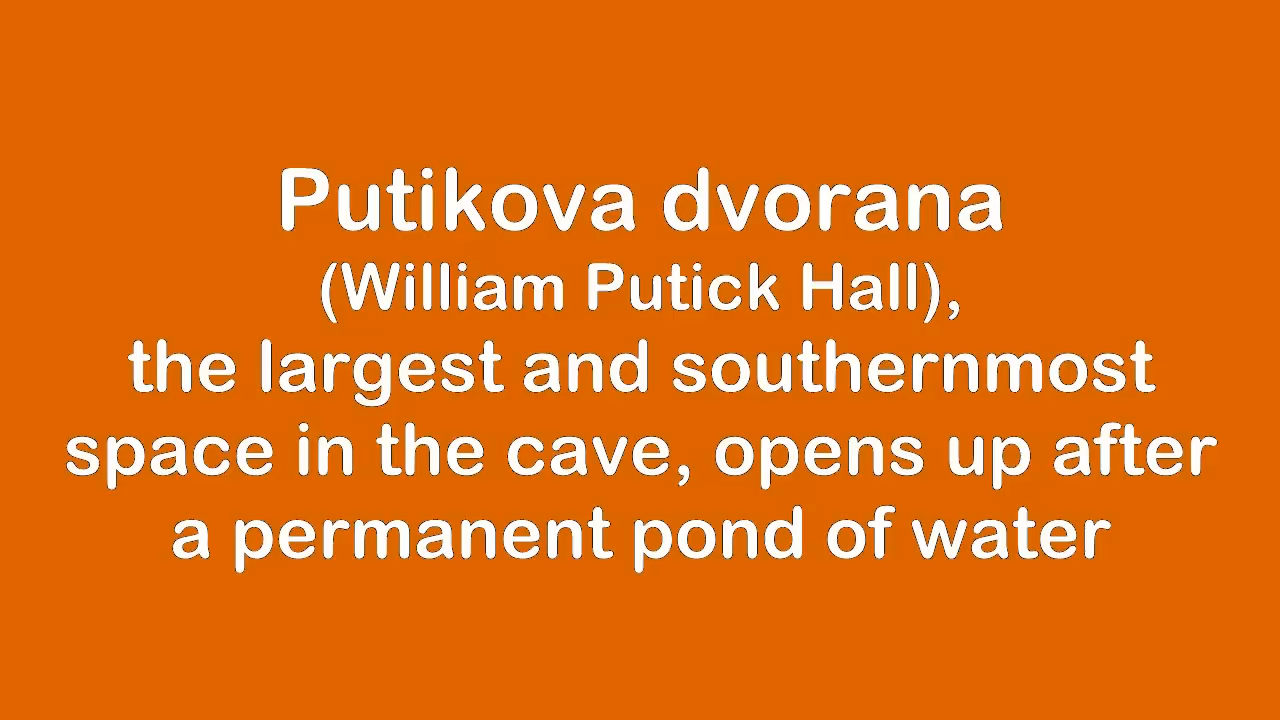 Putikova dvorana
(William Putick Hall),
the largest and southernmost
space in the cave, opens up after
a permanent pond of water